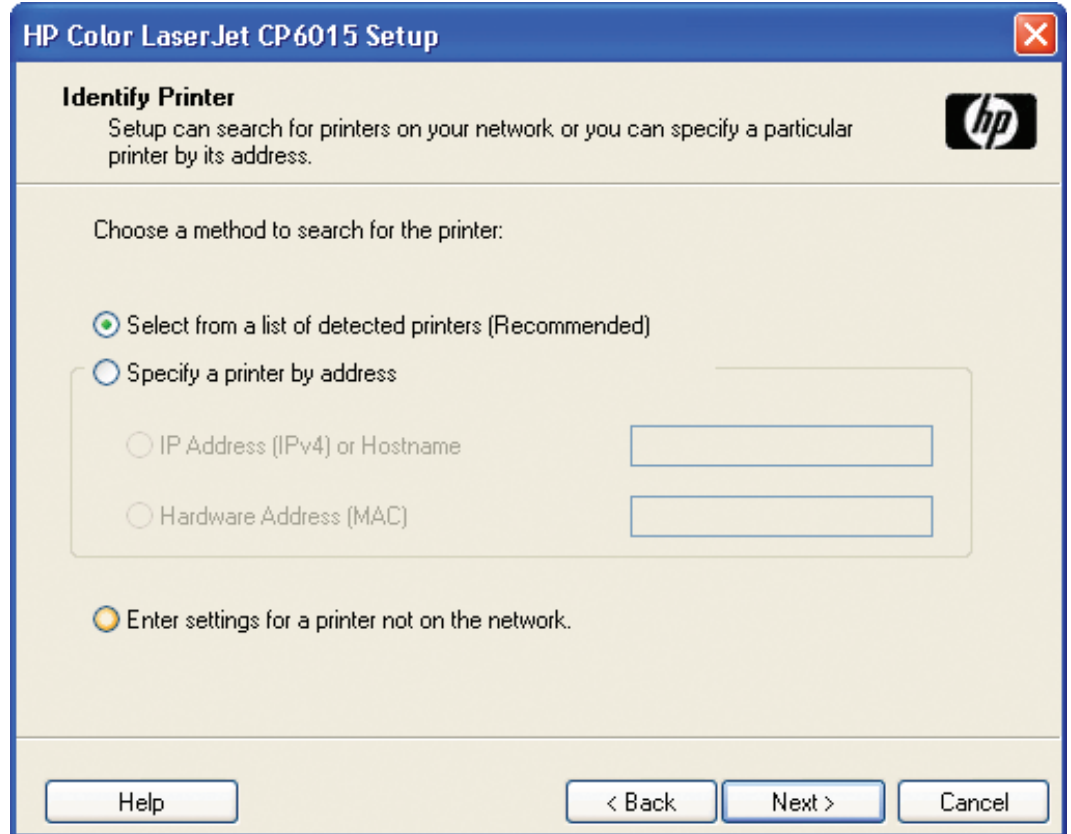 HP Color LaserJet CP6015 Setup
Identify Printer
Setup can search for printers on your network or you can specify a particular
printer by its address.
hp
Choose a method to search for the printer:
Select from a list of detected printers (Recommended)
Specify a printer by address
IP Address (IPv4) or Hostname
Hardware Address (MAC)
Enter settings for a printer not on the network.
Help
< Back
Next >
Cancel